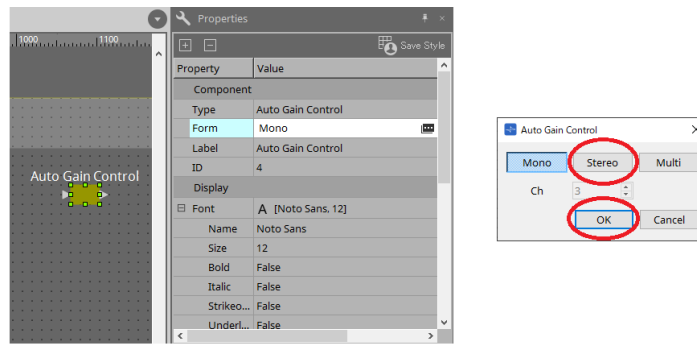 Properties
1000 1100
Save Style
Property Value
Component
Type Auto Gain Control
Form Mono
Label Auto Gain Control
ID 4
Display
Font A [Noto Sans, 12]
Name Noto Sans
Size 12
Bold False
Italic False
Strikeo... False
Underl... False
Auto Gain Control
Auto Gain Control
Mono Stereo Multi
Ch 3
OK Cancel